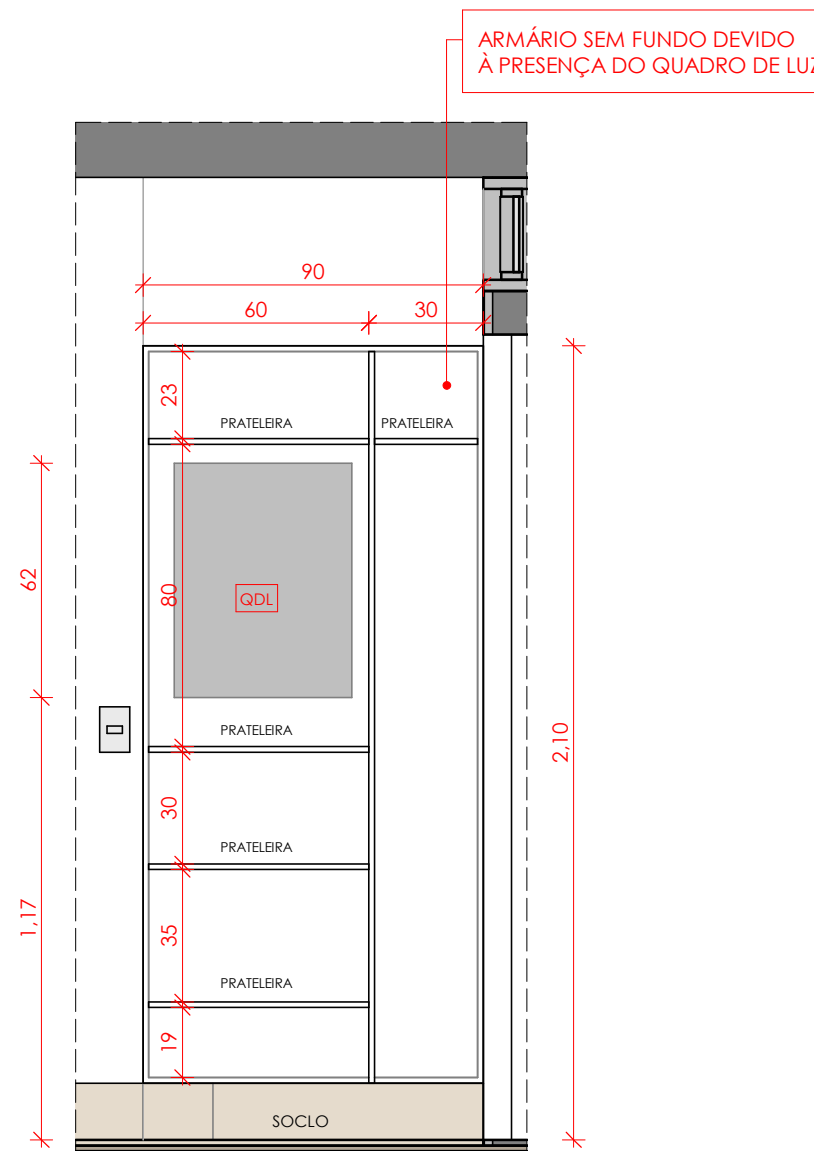 ARMÁRIO SEM FUNDO DEVIDO
À PRESENÇA DO QUADRO DE LUZ
90
60
30
23
PRATELEIRA
PRATELEIRA
62
80
QDL
PRATELEIRA
2,10
30
PRATELEIRA
1,17
35
PRATELEIRA
19
SOCLO